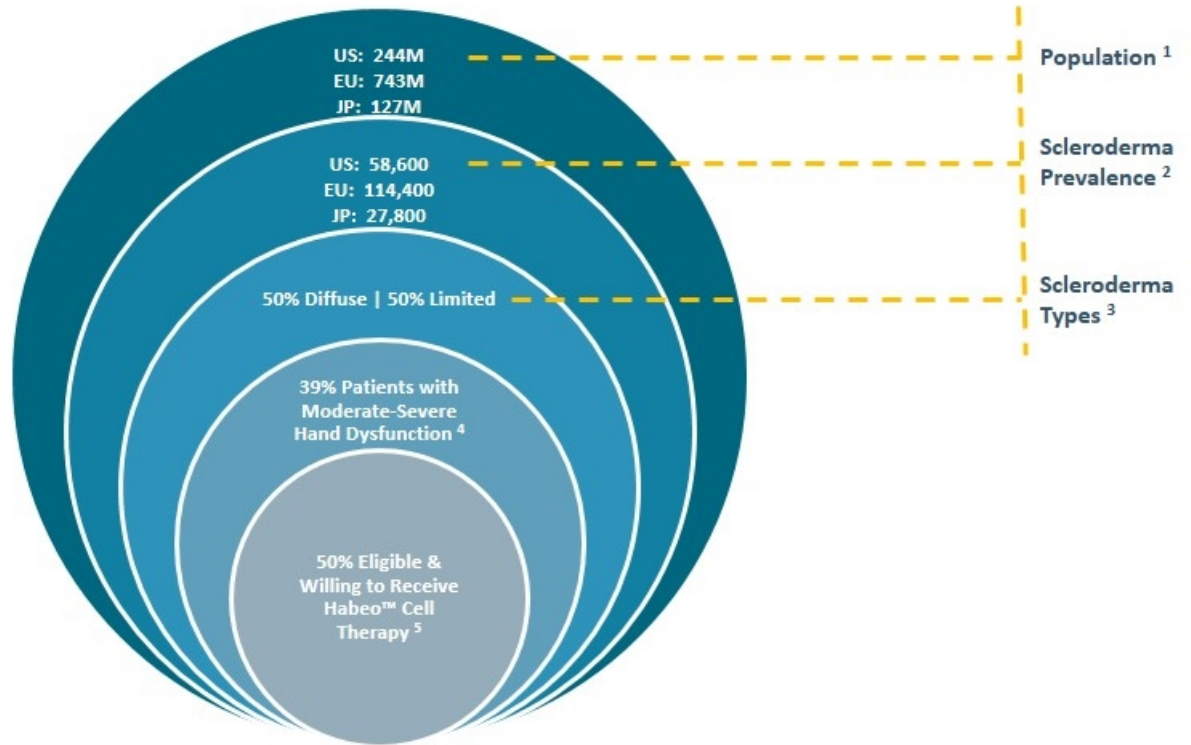 US: 244M
EU: 743M
JP: 127M
Population 1
US: 58,600
EU: 114,400
JP: 27,800
Scleroderma
Prevalence 2
50% Diffuse | 50% Limited
Scleroderma
Types 3
39% Patients with
Moderate-Severe
Hand Dysfunction 4
50% Eligible &
Willing to Receive
Habeo™ Cell
Therapy 5